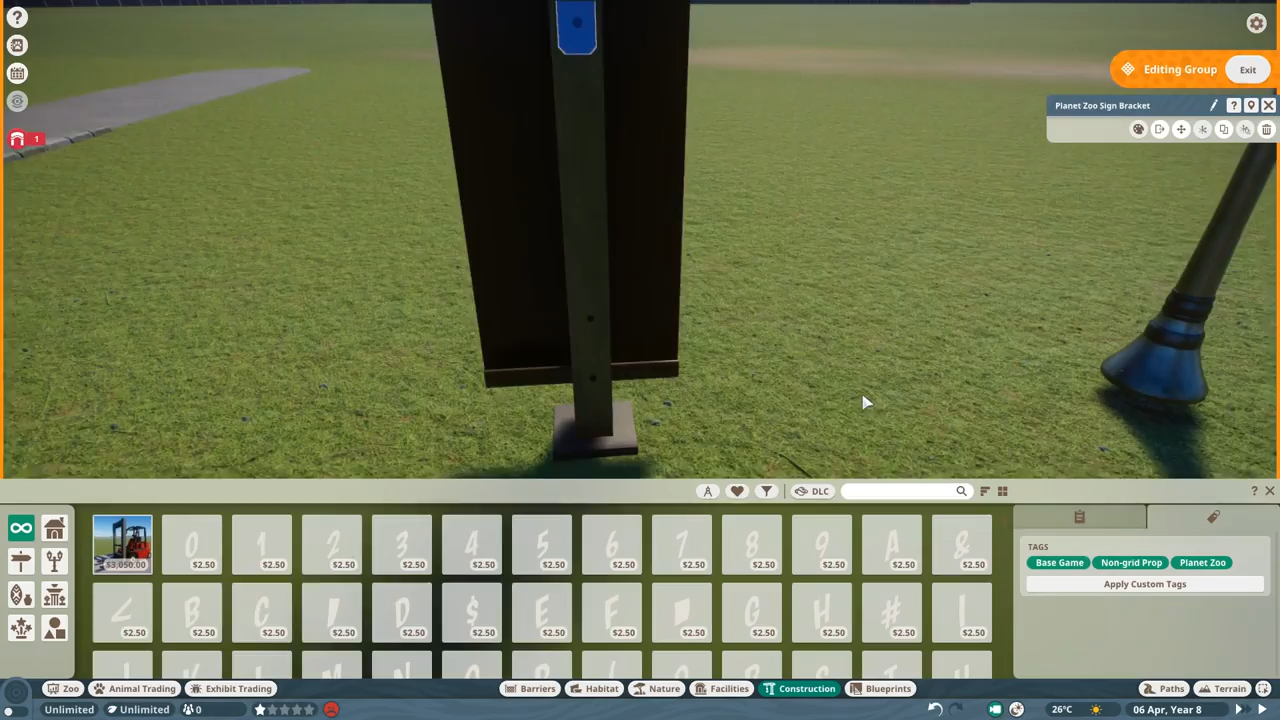 Editing Group
Exit
Planet Zoo Sign Bracket
?
1
DLC
?
$3,050.00
0 $2.50
1 $2.50
2 $2.50
3 $2.50
4 $2.50
5 $2.50
6 $2.50
7 $2.50
8 $2.50
9 $2.50
A $2.50
& $2.50
$2.50
B $2.50
C $2.50
$2.50
D $2.50
$ $2.50
E $2.50
F $2.50
$2.50
G $2.50
H $2.50
# $2.50
$2.50
TAGS
Base Game
Non-grid Prop
Planet Zoo
Apply Custom Tags
Zoo
Animal Trading
Exhibit Trading
Barriers
Habitat
Nature
Facilities
Construction
Blueprints
Paths
Terrain
Unlimited
Unlimited
0
26°C
06 Apr, Year 8